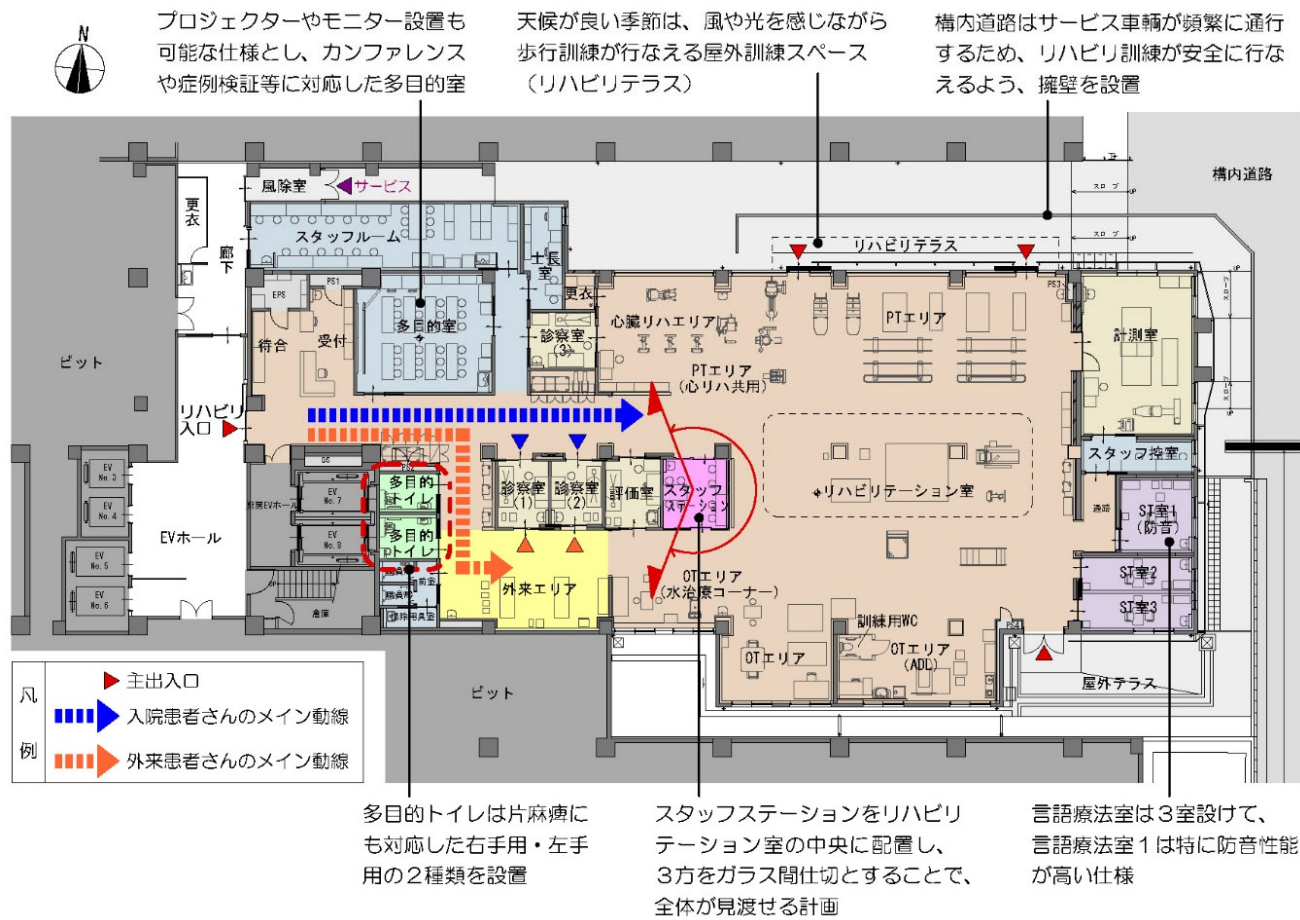 N
プロジェクターやモニター設置も
可能な仕様とし、カンファレンス
や症例検証等に対応した多目的室
天候が良い季節は、風や光を感じながら
歩行訓練が行なえる屋外訓練スペース
（リハビリテラス）
構内道路はサービス車輌が頻繁に通行
するため、リハビリ訓練が安全に行な
えるよう、擁壁を設置
構内道路
風除室
サービス
更衣
廊下
スタッフルーム
士長室
リハビリテラス
スロープ
UP
スロープ
UP
EPS
PS1
待合
受付
多目的室
更衣
診察室
(3)
心臓リハエリア
PTエリア
PTエリア
(心リハ共用)
PS3
計測室
ピット
リハビリ
入口
スタッフ控室
DS
PS2
EV
No.3
EV
No.4
EV
No.5
EV
No.6
EVホール
EV
No.7
EV
No.8
厨房EVホール
多目的
トイレ
多目的
トイレ
診察室
(1)
診察室
(2)
評価室
スタッフ
ステーション
リハビリテーション室
通路
ST室1
(防音)
ST室2
ST室3
前室
倉庫
外来エリア
OTエリア
(水治療コーナー)
OTエリア
訓練用WC
OTエリア
(ADL)
PS4
屋外テラス
ピット
凡例
主出入口
入院患者さんのメイン動線
外来患者さんのメイン動線
多目的トイレは片麻痺に
も対応した右手用・左手
用の２種類を設置
スタッフステーションをリハビリ
テーション室の中央に配置し、
３方をガラス間仕切とすることで、
全体が見渡せる計画
言語療法室は３室設けて、
言語療法室１は特に防音性能
が高い仕様